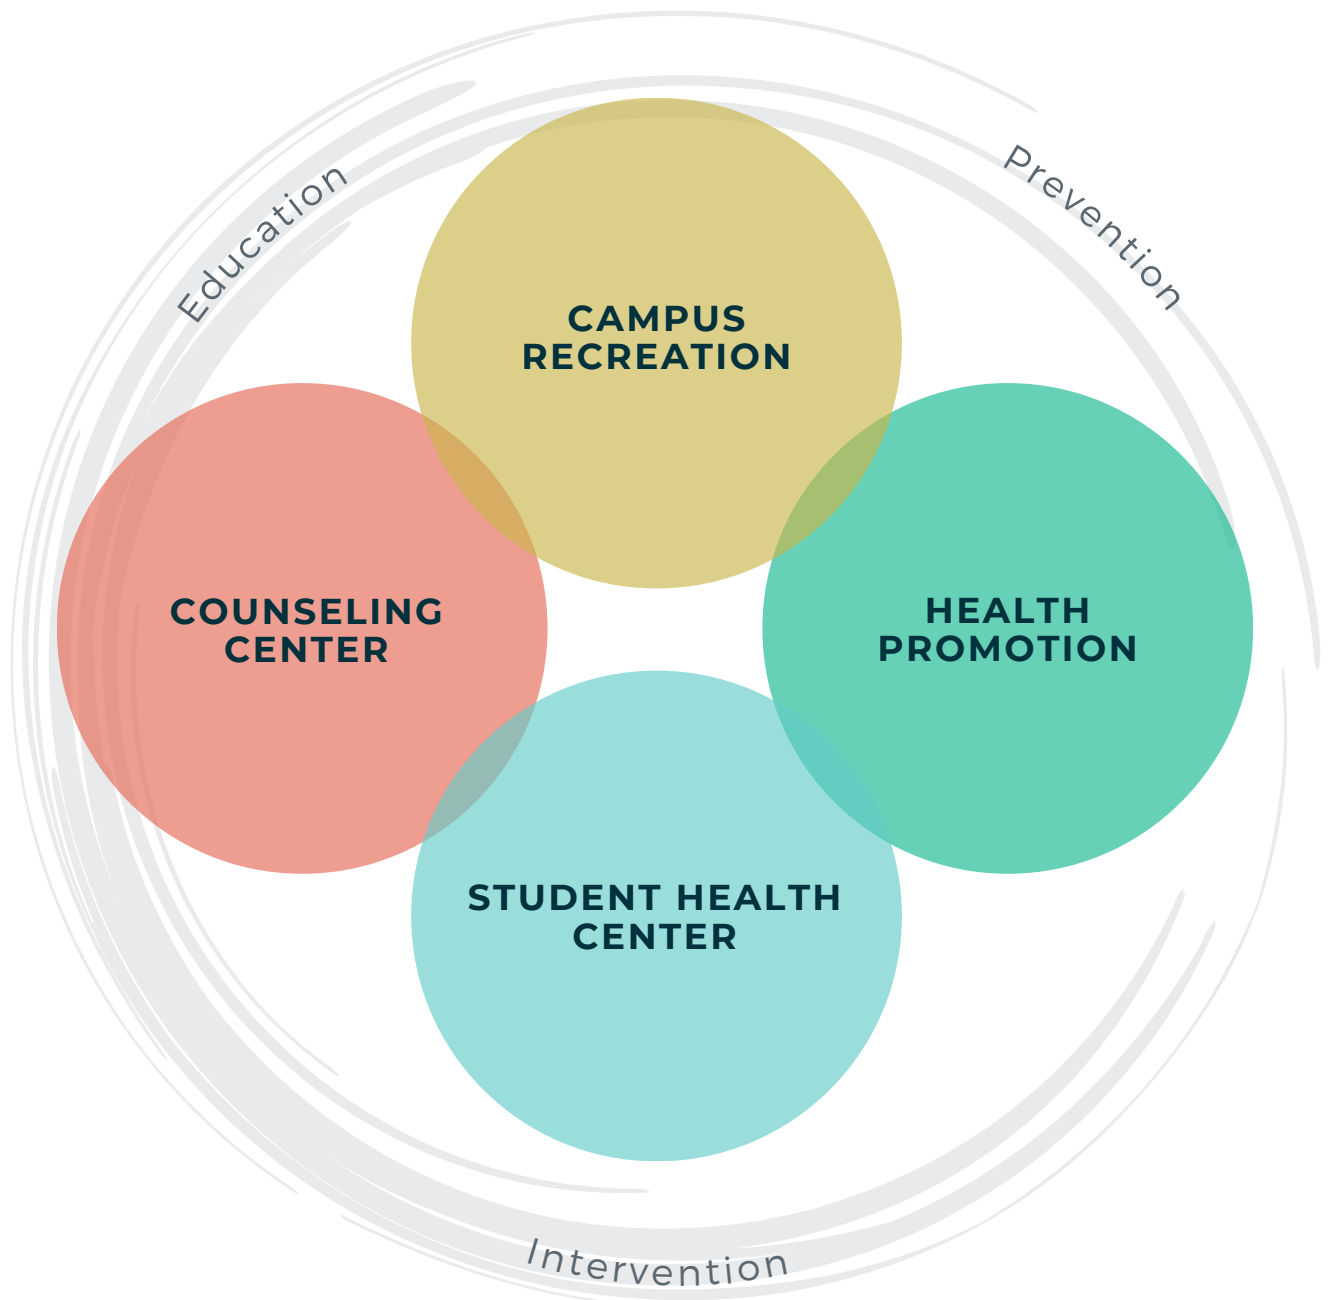 Education
Prevention
CAMPUS
RECREATION
COUNSELING
CENTER
HEALTH
PROMOTION
STUDENT HEALTH
CENTER
Intervention